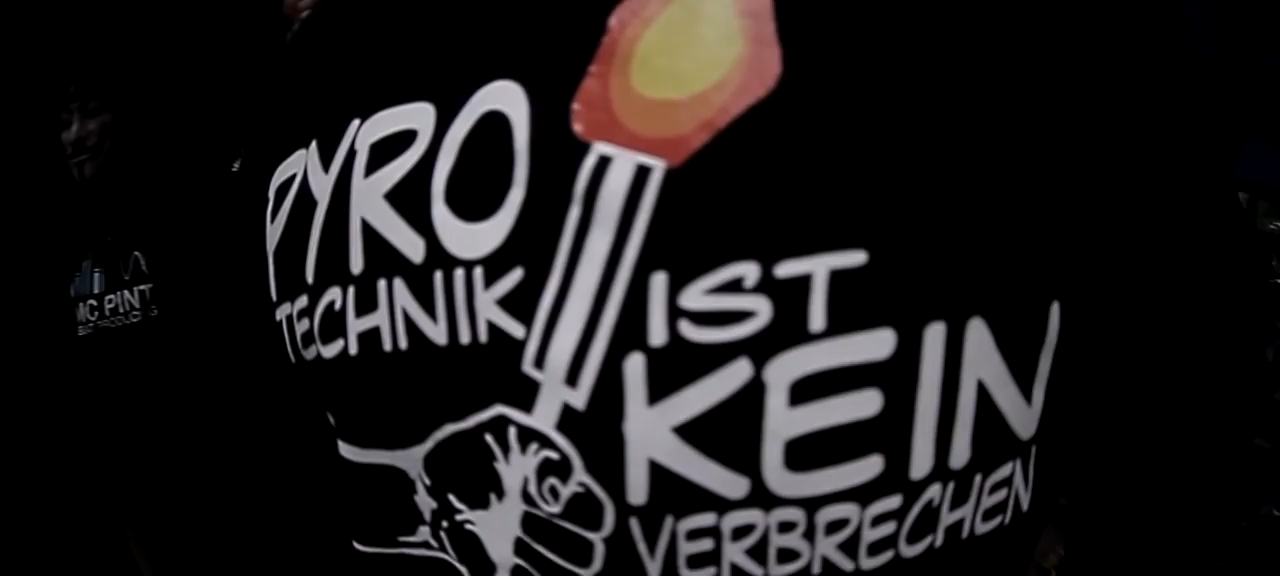 PYRO
TECHNIK
IST
KEIN
VERBRECHEN
MC PINT